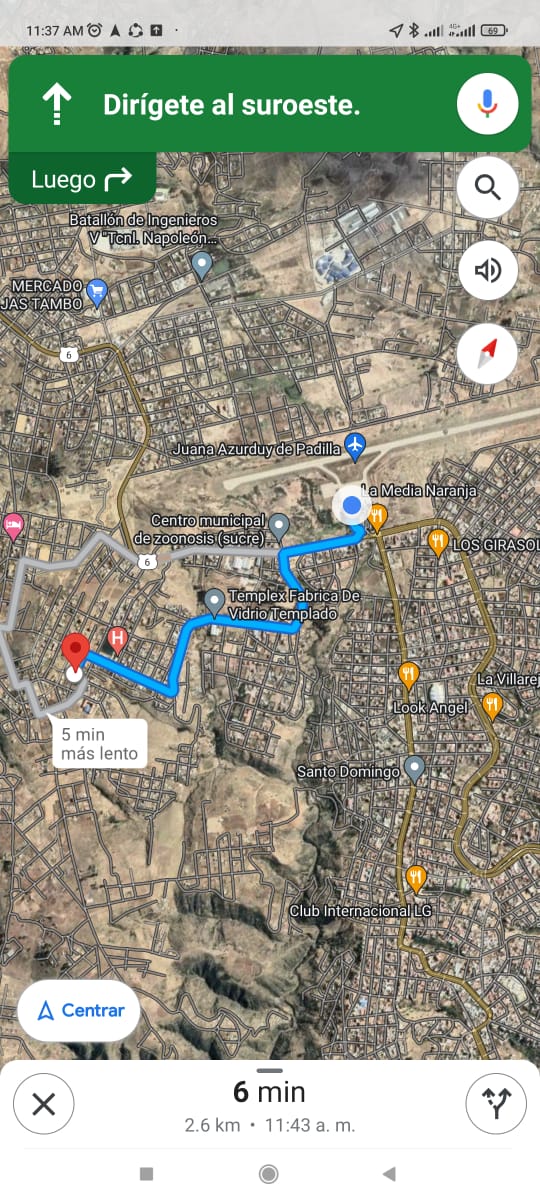 11:37 AM
4G+
69
Dirígete al suroeste.
Luego
Batallón de Ingenieros
V "Tcnl. Napoleón...
MERCADO
JAS TAMBO
6
Juana Azurduy de Padilla
La Media Naranja
Centro municipal
de zoonosis (sucre)
LOS GIRASOL
6
Templex Fabrica De
Vidrio Templado
H
La Villarej
Look Angel
5 min
más lento
Santo Domingo
Club Internacional LG
Centrar
6 min
2.6 km • 11:43 a. m.